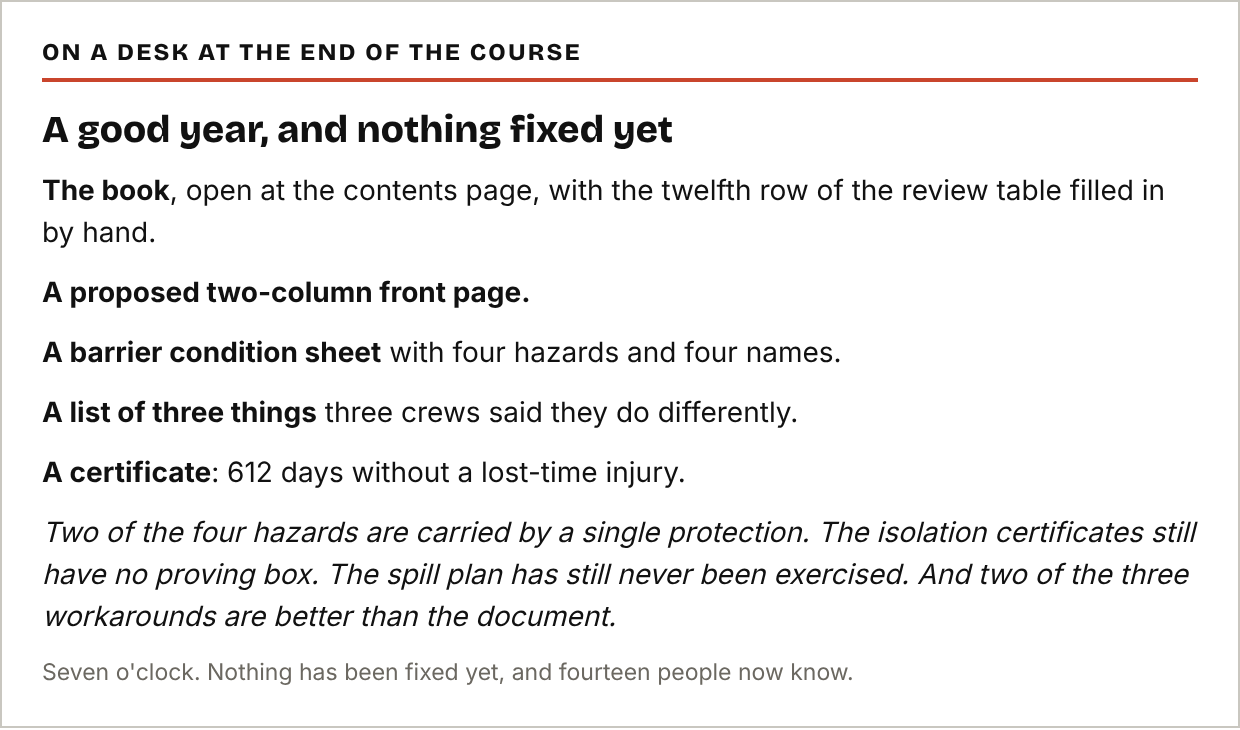 ON A DESK AT THE END OF THE COURSE
A good year, and nothing fixed yet
The book, open at the contents page, with the twelfth row of the review table filled in
by hand.
A proposed two-column front page.
A barrier condition sheet with four hazards and four names.
A list of three things three crews said they do differently.
A certificate: 612 days without a lost-time injury.
Two of the four hazards are carried by a single protection. The isolation certificates still
have no proving box. The spill plan has still never been exercised. And two of the three
workarounds are better than the document.
Seven o'clock. Nothing has been fixed yet, and fourteen people now know.